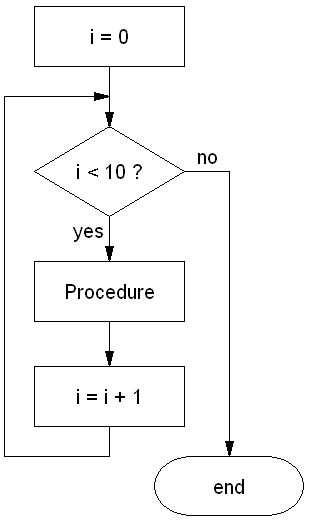 i = 0
i < 10 ?
no
yes
Procedure
i = i + 1
end